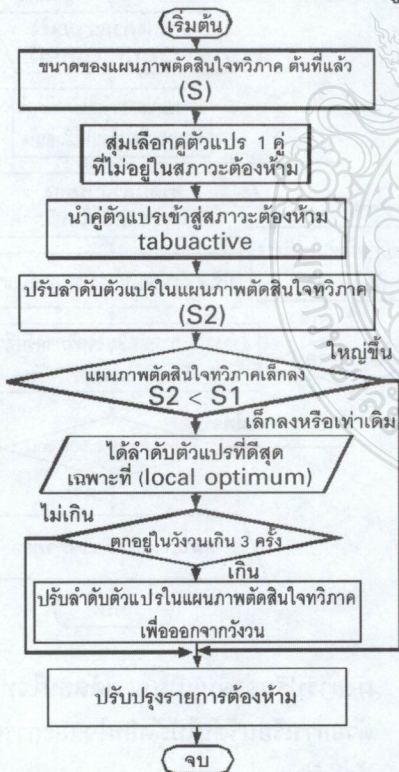 เริ่มต้น
ขนาดของแผนภาพตัดสินใจทวิภาค ต้นที่แล้ว
(S)
สุ่มเลือกคู่ตัวแปร 1 คู่
ที่ไม่อยู่ในสภาวะต้องห้าม
นำคู่ตัวแปรเข้าสู่สภาวะต้องห้าม
tabuactive
ปรับลำดับตัวแปรในแผนภาพตัดสินใจทวิภาค
(S2)
ใหญ่ขึ้น
แผนภาพตัดสินใจทวิภาคเล็กลง
S2 < S1
เล็กลงหรือเท่าเดิม
ได้ลำดับตัวแปรที่ดีสุด
เฉพาะที่ (local optimum)
ไม่เกิน
ตกอยู่ในวังวนเกิน 3 ครั้ง
เกิน
ปรับลำดับตัวแปรในแผนภาพตัดสินใจทวิภาค
เพื่อออกจากวังวน
ปรับปรุงรายการต้องห้าม
จบ